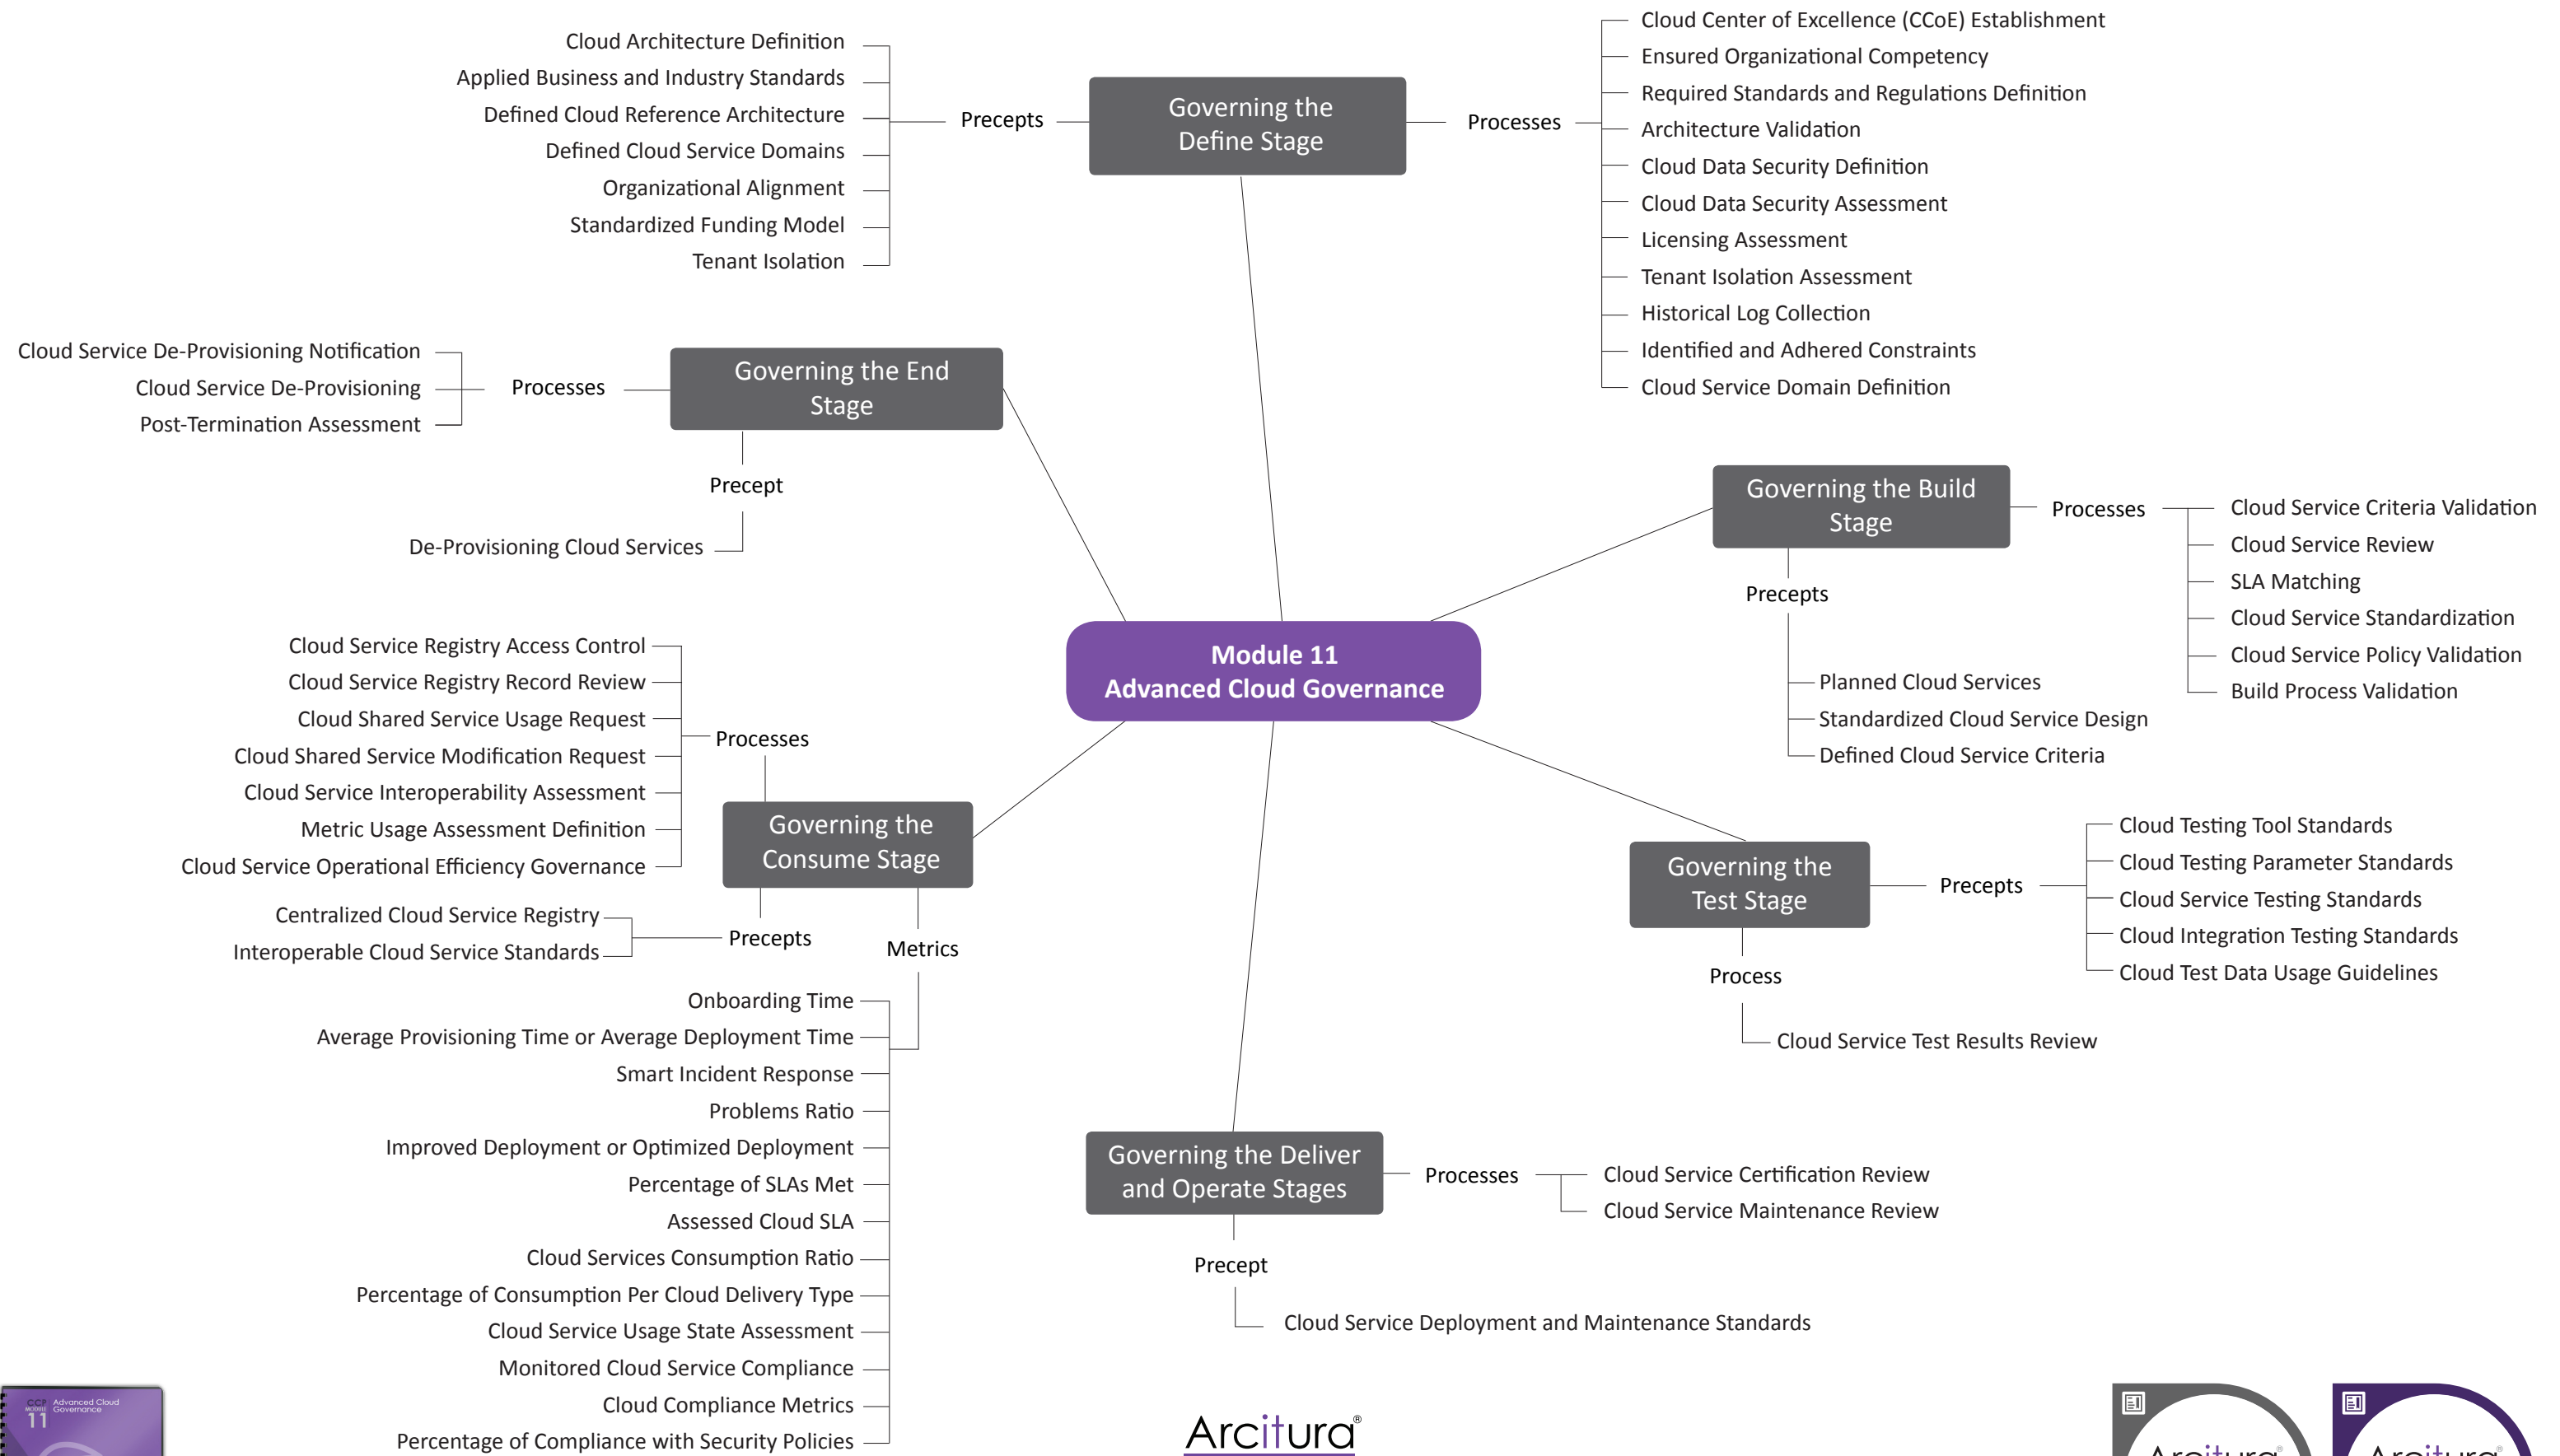 Module 11
Advanced Cloud Governance
Governing the
Define Stage
Precepts
Cloud Architecture Definition
Applied Business and Industry Standards
Defined Cloud Reference Architecture
Defined Cloud Service Domains
Organizational Alignment
Standardized Funding Model
Tenant Isolation
Processes
Cloud Center of Excellence (CCoE) Establishment
Ensured Organizational Competency
Required Standards and Regulations Definition
Architecture Validation
Cloud Data Security Definition
Cloud Data Security Assessment
Licensing Assessment
Tenant Isolation Assessment
Historical Log Collection
Identified and Adhered Constraints
Cloud Service Domain Definition
Governing the Build
Stage
Processes
Cloud Service Criteria Validation
Cloud Service Review
SLA Matching
Cloud Service Standardization
Cloud Service Policy Validation
Build Process Validation
Precepts
Planned Cloud Services
Standardized Cloud Service Design
Defined Cloud Service Criteria
Governing the
Test Stage
Precepts
Cloud Testing Tool Standards
Cloud Testing Parameter Standards
Cloud Service Testing Standards
Cloud Integration Testing Standards
Cloud Test Data Usage Guidelines
Process
Cloud Service Test Results Review
Governing the Deliver
and Operate Stages
Processes
Cloud Service Certification Review
Cloud Service Maintenance Review
Precept
Cloud Service Deployment and Maintenance Standards
Governing the
Consume Stage
Processes
Cloud Service Registry Access Control
Cloud Service Registry Record Review
Cloud Shared Service Usage Request
Cloud Shared Service Modification Request
Cloud Service Interoperability Assessment
Metric Usage Assessment Definition
Cloud Service Operational Efficiency Governance
Precepts
Centralized Cloud Service Registry
Interoperable Cloud Service Standards
Metrics
Onboarding Time
Average Provisioning Time or Average Deployment Time
Smart Incident Response
Problems Ratio
Improved Deployment or Optimized Deployment
Percentage of SLAs Met
Assessed Cloud SLA
Cloud Services Consumption Ratio
Percentage of Consumption Per Cloud Delivery Type
Cloud Service Usage State Assessment
Monitored Cloud Service Compliance
Cloud Compliance Metrics
Percentage of Compliance with Security Policies
Governing the End
Stage
Processes
Cloud Service De-Provisioning Notification
Cloud Service De-Provisioning
Post-Termination Assessment
Precept
De-Provisioning Cloud Services
CCP
MODULE
11
Advanced Cloud
Governance
Arcitura®
Arcitura
Arcitura